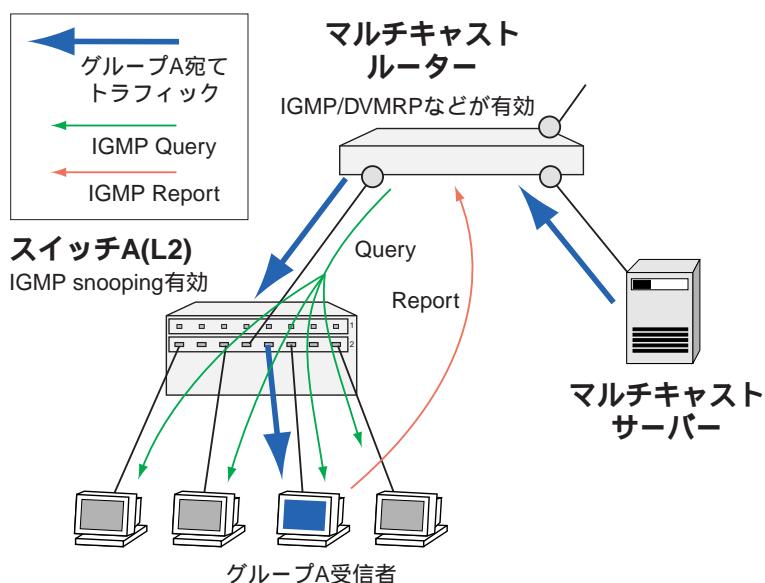 グループA宛て
トラフィック
IGMP Query
IGMP Report
マルチキャスト
ルーター
IGMP/DVMRPなどが有効
スイッチA(L2)
IGMP snooping有効
Query
Report
1
2
マルチキャスト
サーバー
グループA受信者